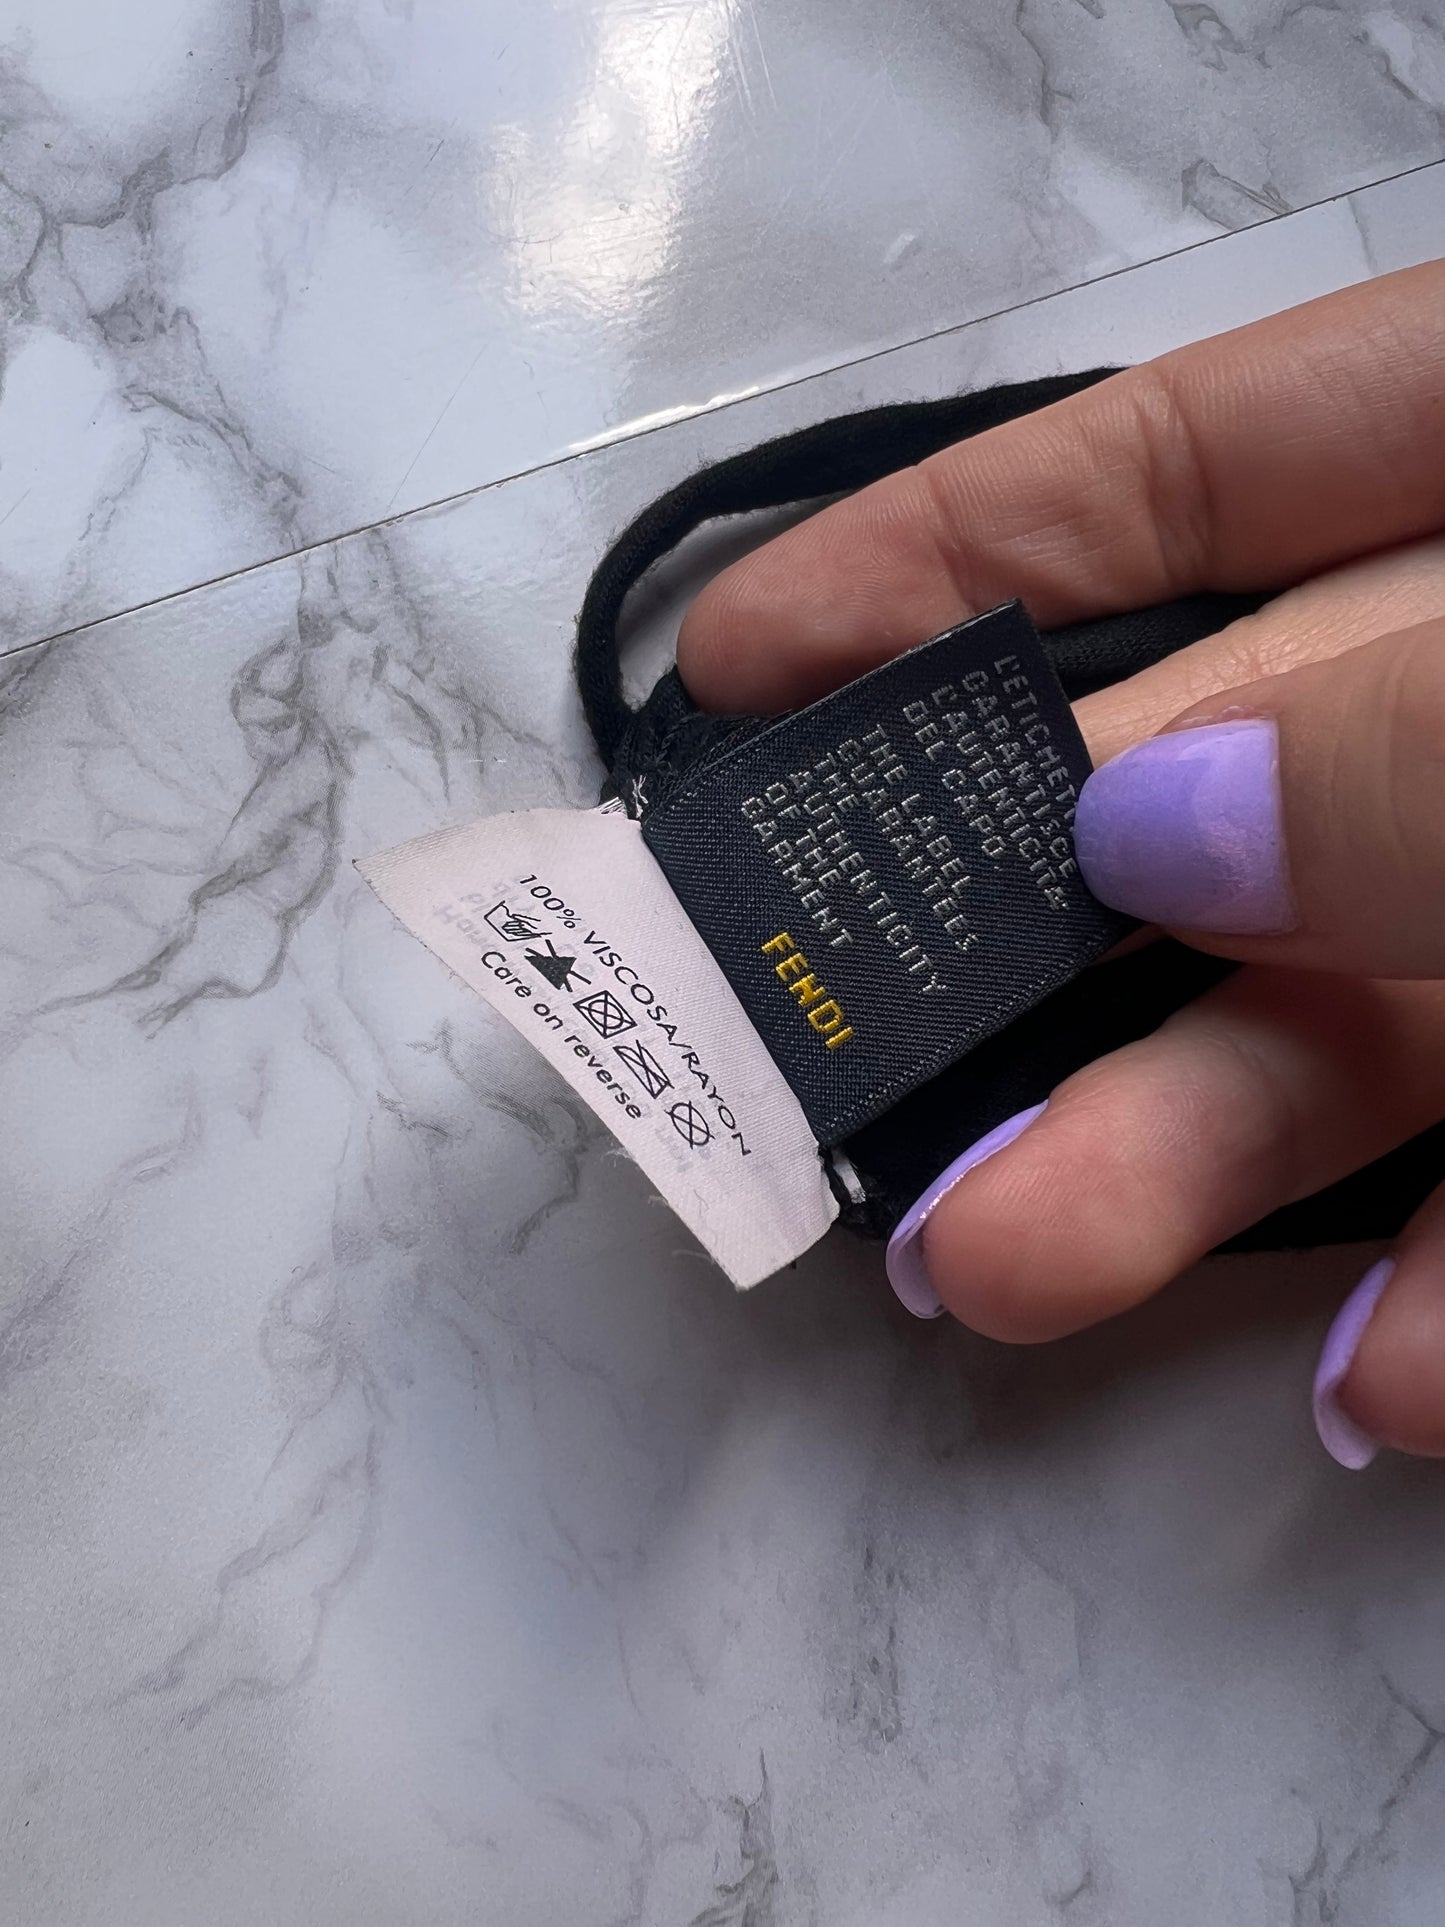 L'ETICHETTA
GARANTISCE
L'AUTENTICITA'
DEL CAPO.
THE LABEL
GUARANTEES
THE
AUTHENTICITY
OF THE
GARMENT
FENDI
100% VISCOSA/RAYON
Care on reverse